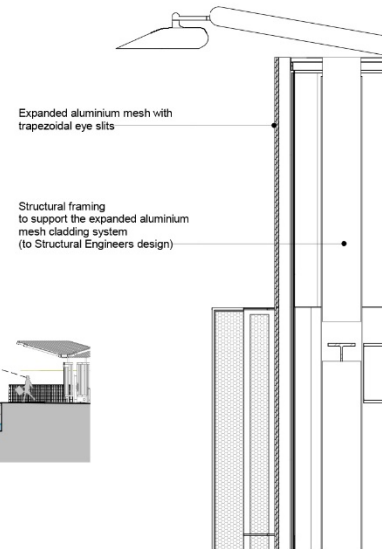 Expanded aluminium mesh with
trapezoidal eye slits
Structural framing
to support the expanded aluminium
mesh cladding system
(to Structural Engineers design)